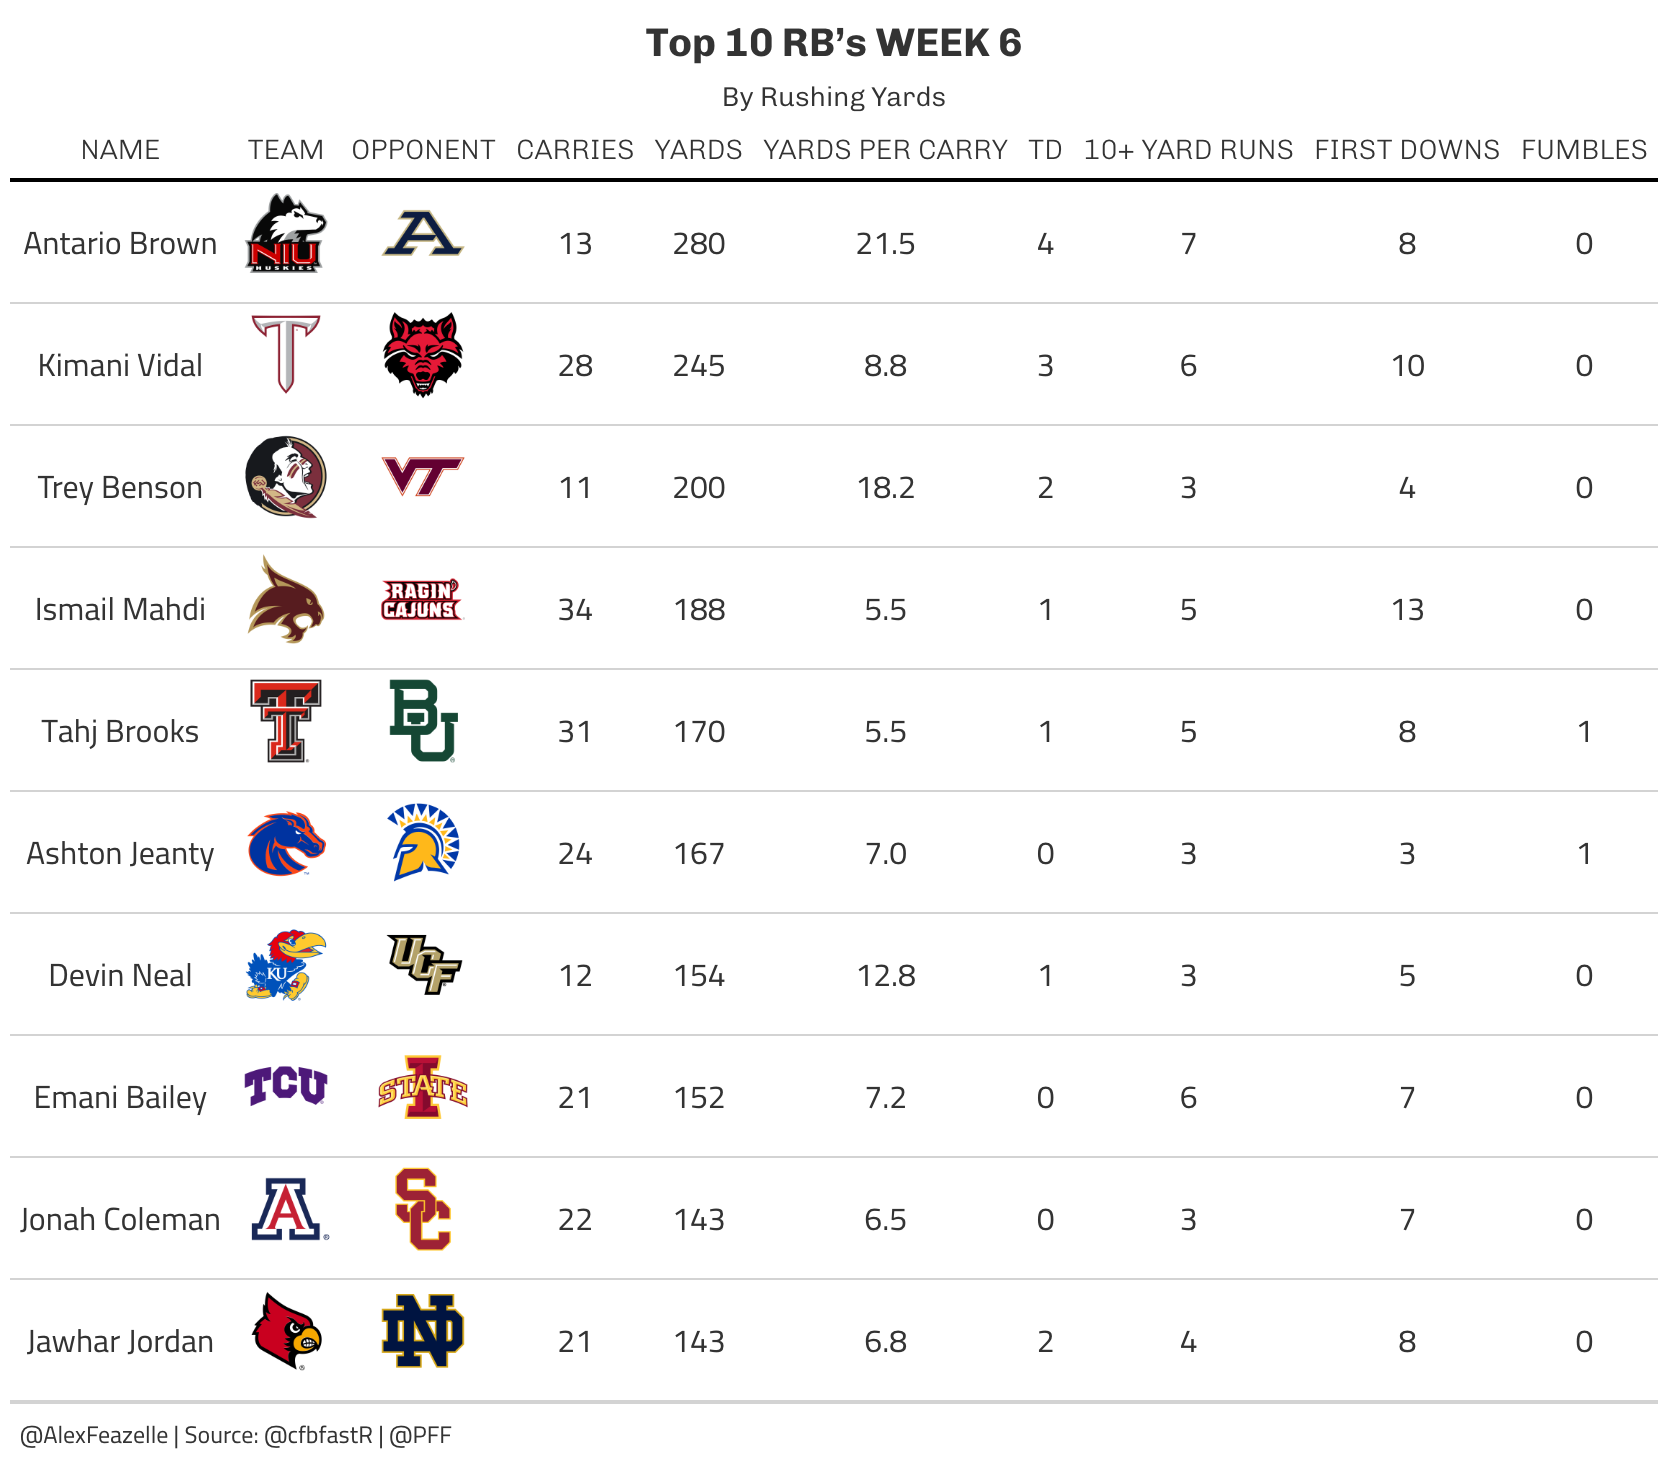 Top 10 RB’s WEEK 6
By Rushing Yards
NAME TEAM OPPONENT CARRIES YARDS YARDS PER CARRY TD 10+ YARD RUNS FIRST DOWNS FUMBLES
Antario Brown NIU HUSKIES A 13 280 21.5 4 7 8 0
Kimani Vidal T 28 245 8.8 3 6 10 0
Trey Benson VT 11 200 18.2 2 3 4 0
Ismail Mahdi RAGIN' CAJUNS 34 188 5.5 1 5 13 0
Tahj Brooks TT BU 31 170 5.5 1 5 8 1
Ashton Jeanty 24 167 7.0 0 3 3 1
Devin Neal KU UCF 12 154 12.8 1 3 5 0
Emani Bailey TCU I STATE 21 152 7.2 0 6 7 0
Jonah Coleman A SC 22 143 6.5 0 3 7 0
Jawhar Jordan ND 21 143 6.8 2 4 8 0
@AlexFeazelle | Source: @cfbfastR | @PFF